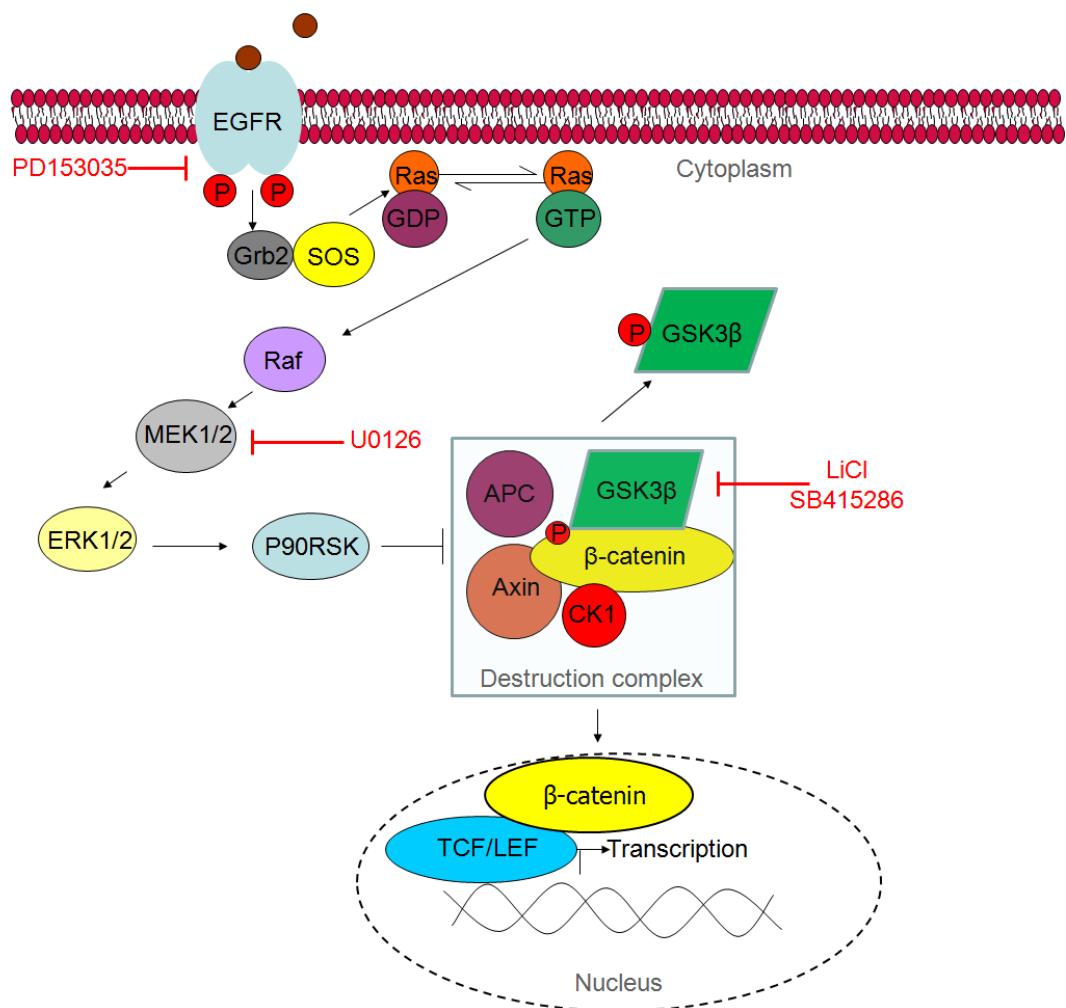 EGFR
PD153035
P
P
Cytoplasm
Ras
Ras
GDP
GTP
Grb2
SOS
P
GSK3β
Raf
MEK1/2
U0126
LiCl
SB415286
APC
GSK3β
P
β-catenin
ERK1/2
P90RSK
Axin
CK1
Destruction complex
β-catenin
TCF/LEF
Transcription
Nucleus